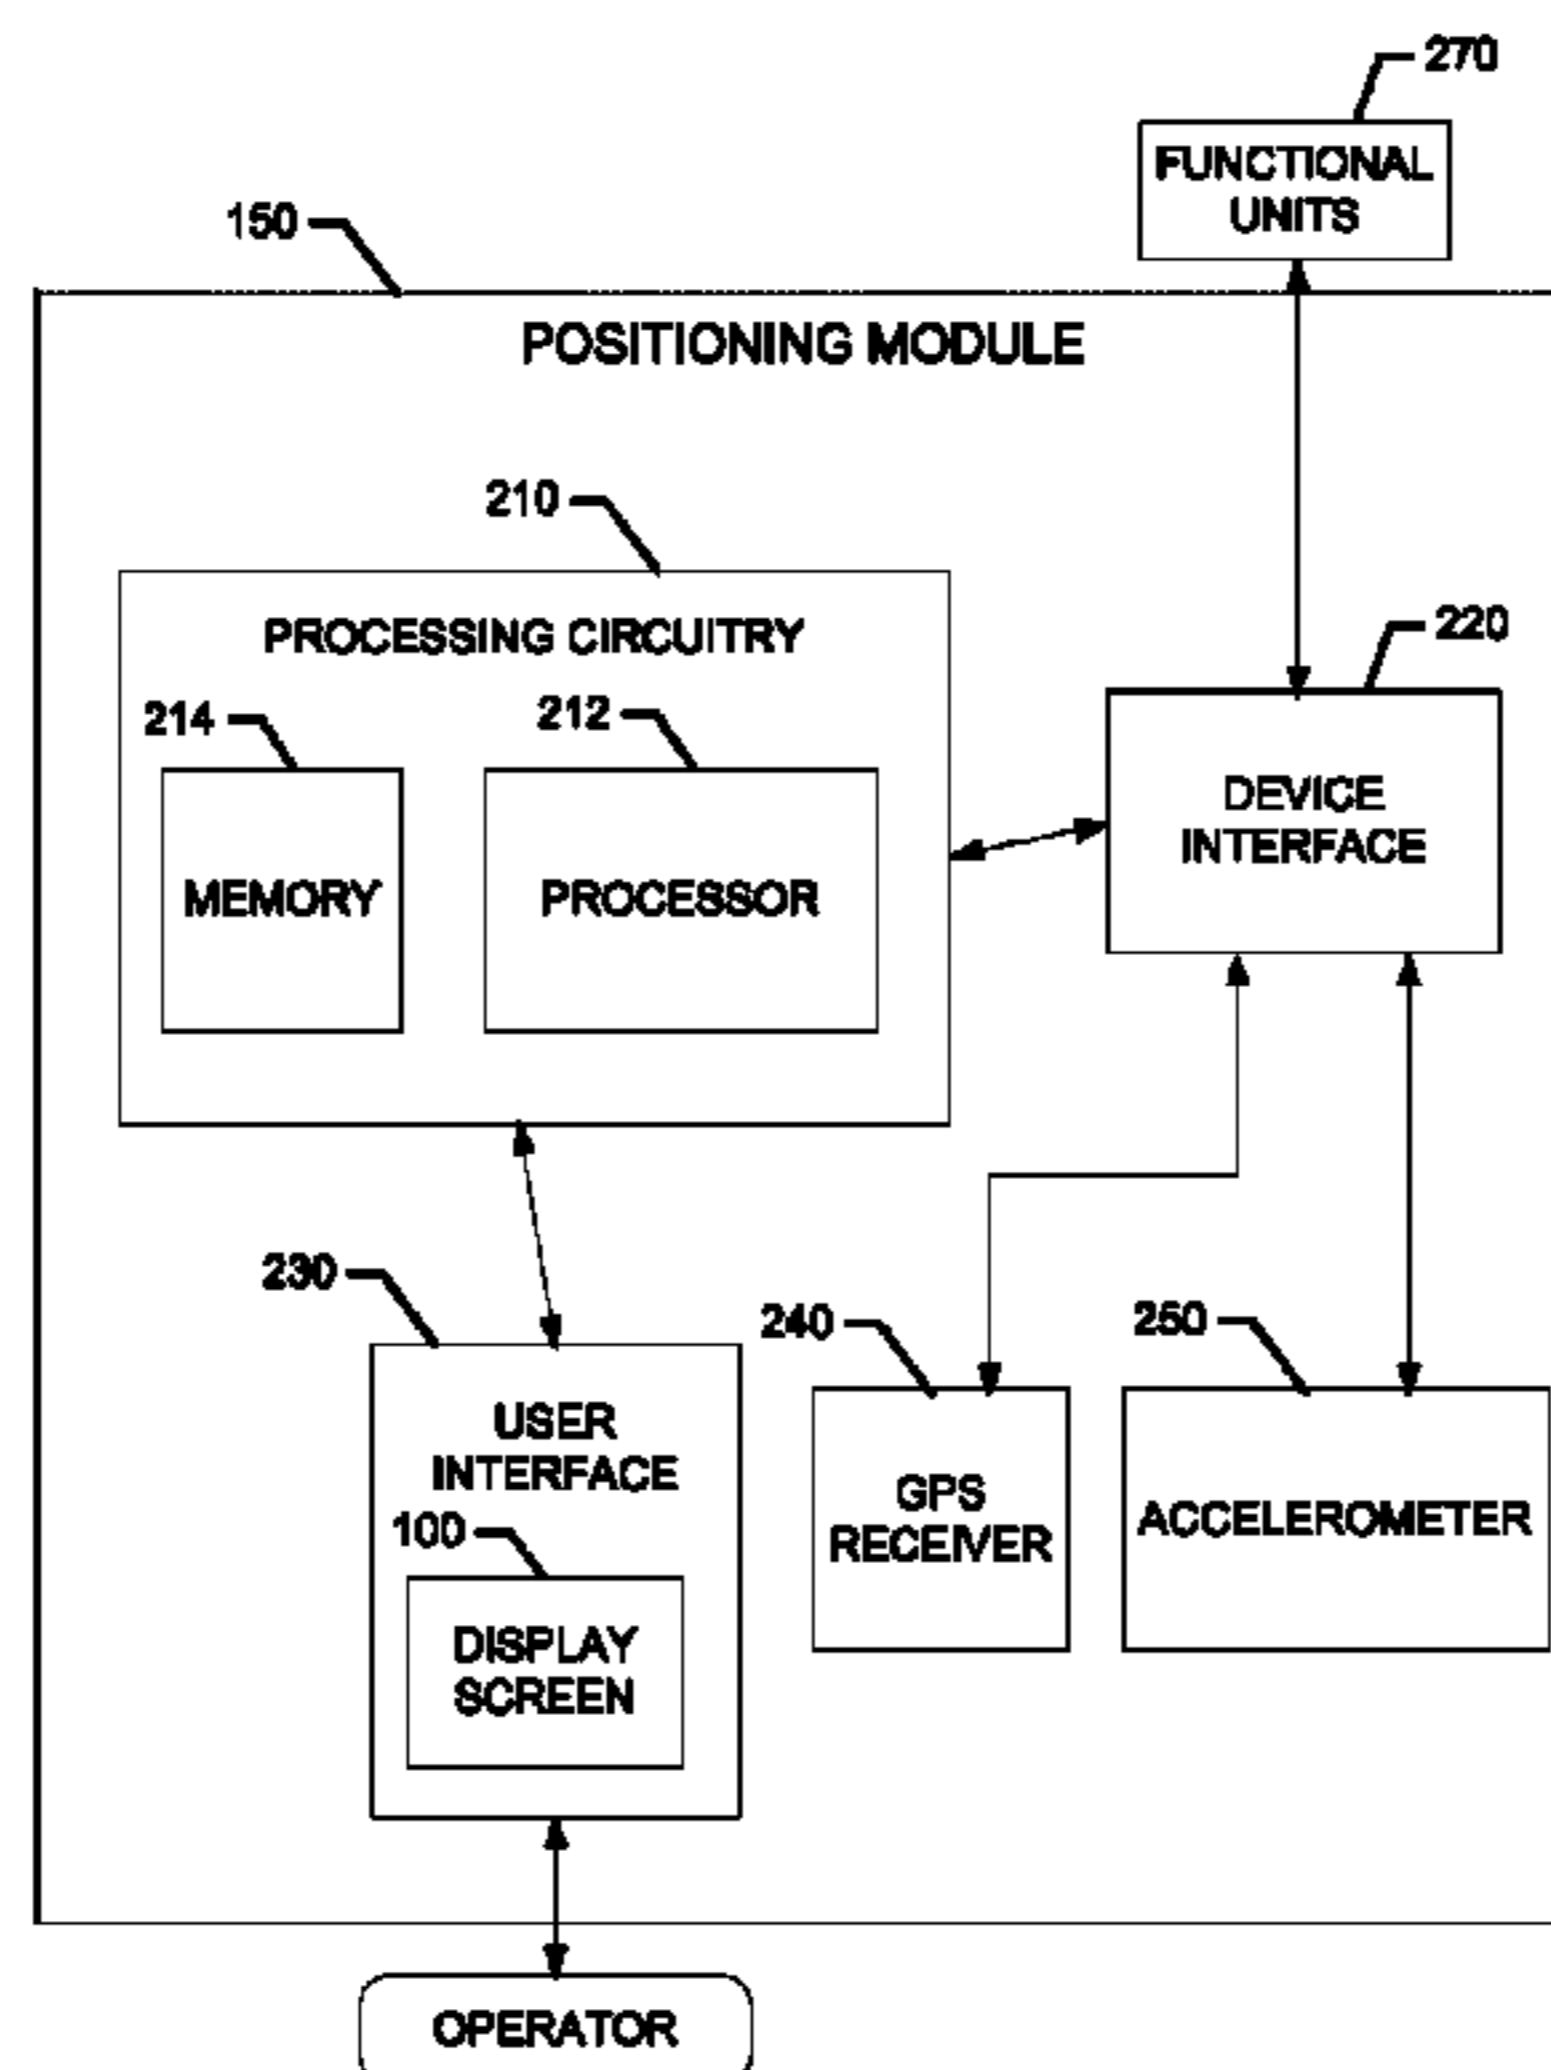 270
FUNCTIONAL
UNITS
150
POSITIONING MODULE
210
PROCESSING CIRCUITRY
220
214
212
DEVICE
INTERFACE
MEMORY
PROCESSOR
230
240
250
USER
INTERFACE
GPS
RECEIVER
ACCELEROMETER
100
DISPLAY
SCREEN
OPERATOR